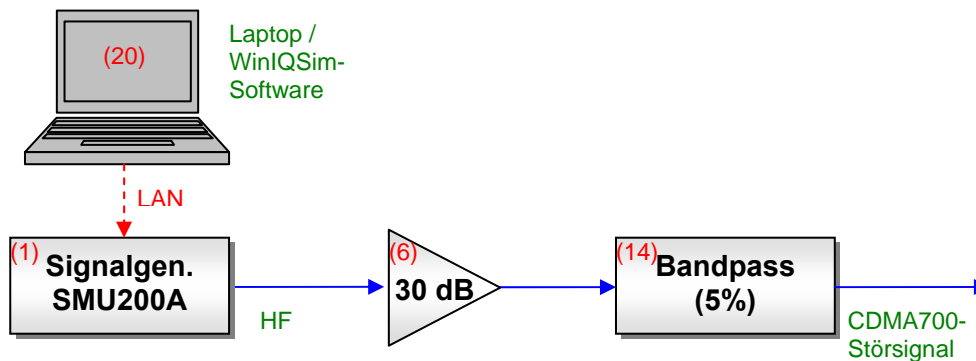 (20)
Laptop /
WinIQSim-
Software
LAN
(1)
Signalgen.
SMU200A
HF
(6)
30 dB
(14)
Bandpass
(5%)
CDMA700-
Störsignal